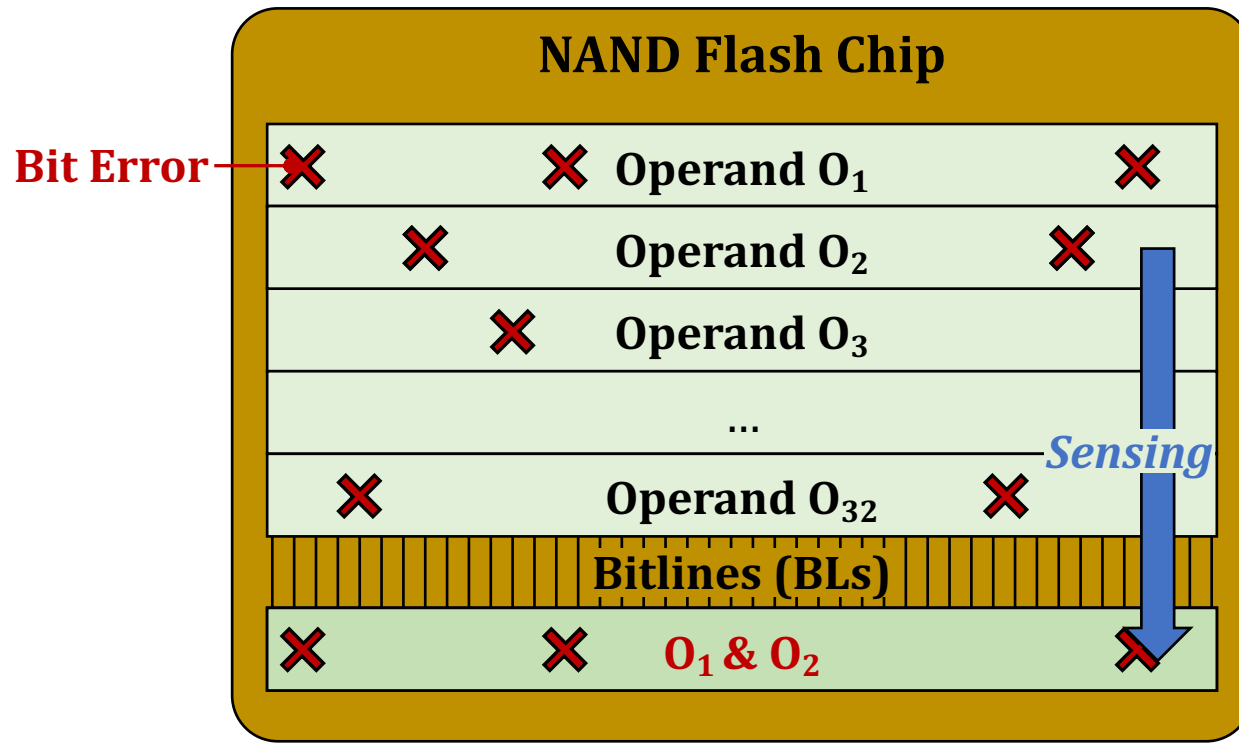 NAND Flash Chip
Bit Error
Operand O₁
Operand O₂
Operand O₃
...
Sensing
Operand O₃₂
Bitlines (BLs)
O₁ & O₂